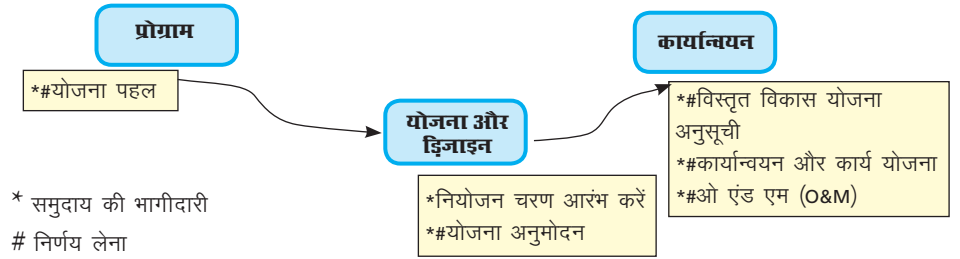 प्रोग्राम
*#योजना पहल
योजना और
डि़जाइन
*नियोजन चरण आरंभ करें
*#योजना अनुमोदन
कार्यान्वयन
*#विस्तृत विकास योजना
अनुसूची
*#कार्यान्वयन और कार्य योजना
*#ओ एंड एम (O&M)
* समुदाय की भागीदारी
# निर्णय लेना